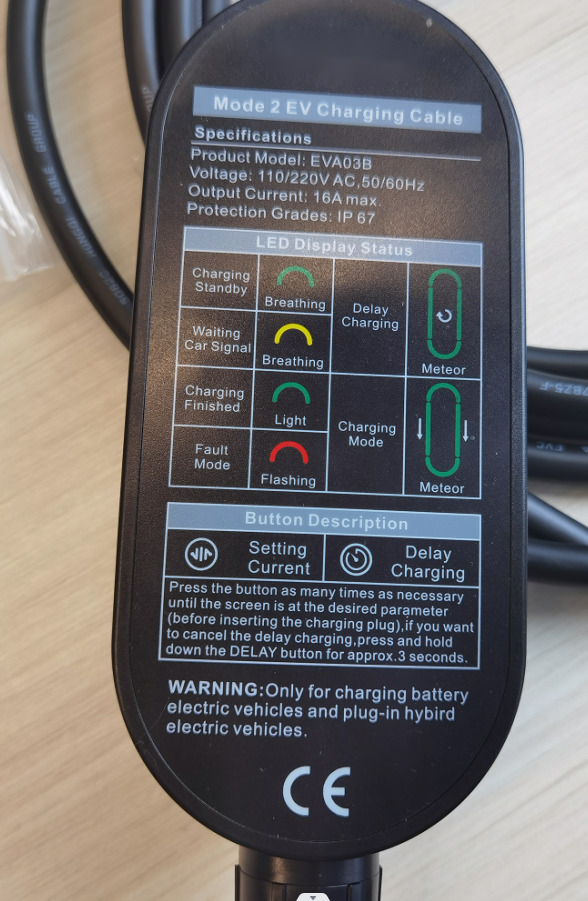 Mode 2 EV Charging Cable
Specifications
Product Model: EVA03B
Voltage: 110/220V AC,50/60Hz
Output Current: 16A max.
Protection Grades: IP 67
LED Display Status
Charging
Standby
Breathing
Delay
Charging
Meteor
Waiting
Car Signal
Breathing
Charging
Finished
Light
Charging
Mode
Meteor
Fault
Mode
Flashing
Button Description
Setting
Current
Delay
Charging
Press the button as many times as necessary
until the screen is at the desired parameter
(before inserting the charging plug),if you want
to cancel the delay charging,press and hold
down the DELAY button for approx.3 seconds.
WARNING:Only for charging battery
electric vehicles and plug-in hybird
electric vehicles.
CE
CABLE GROUP